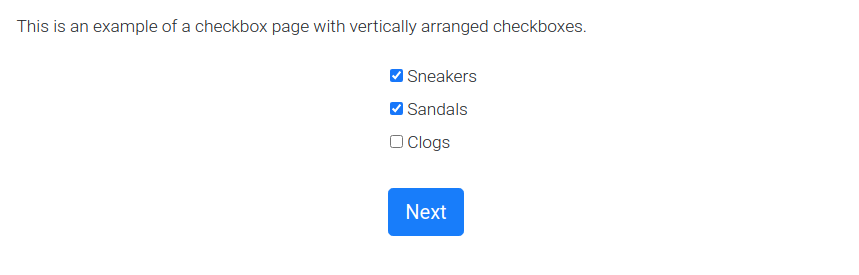 This is an example of a checkbox page with vertically arranged checkboxes.
Sneakers
Sandals
Clogs
Next